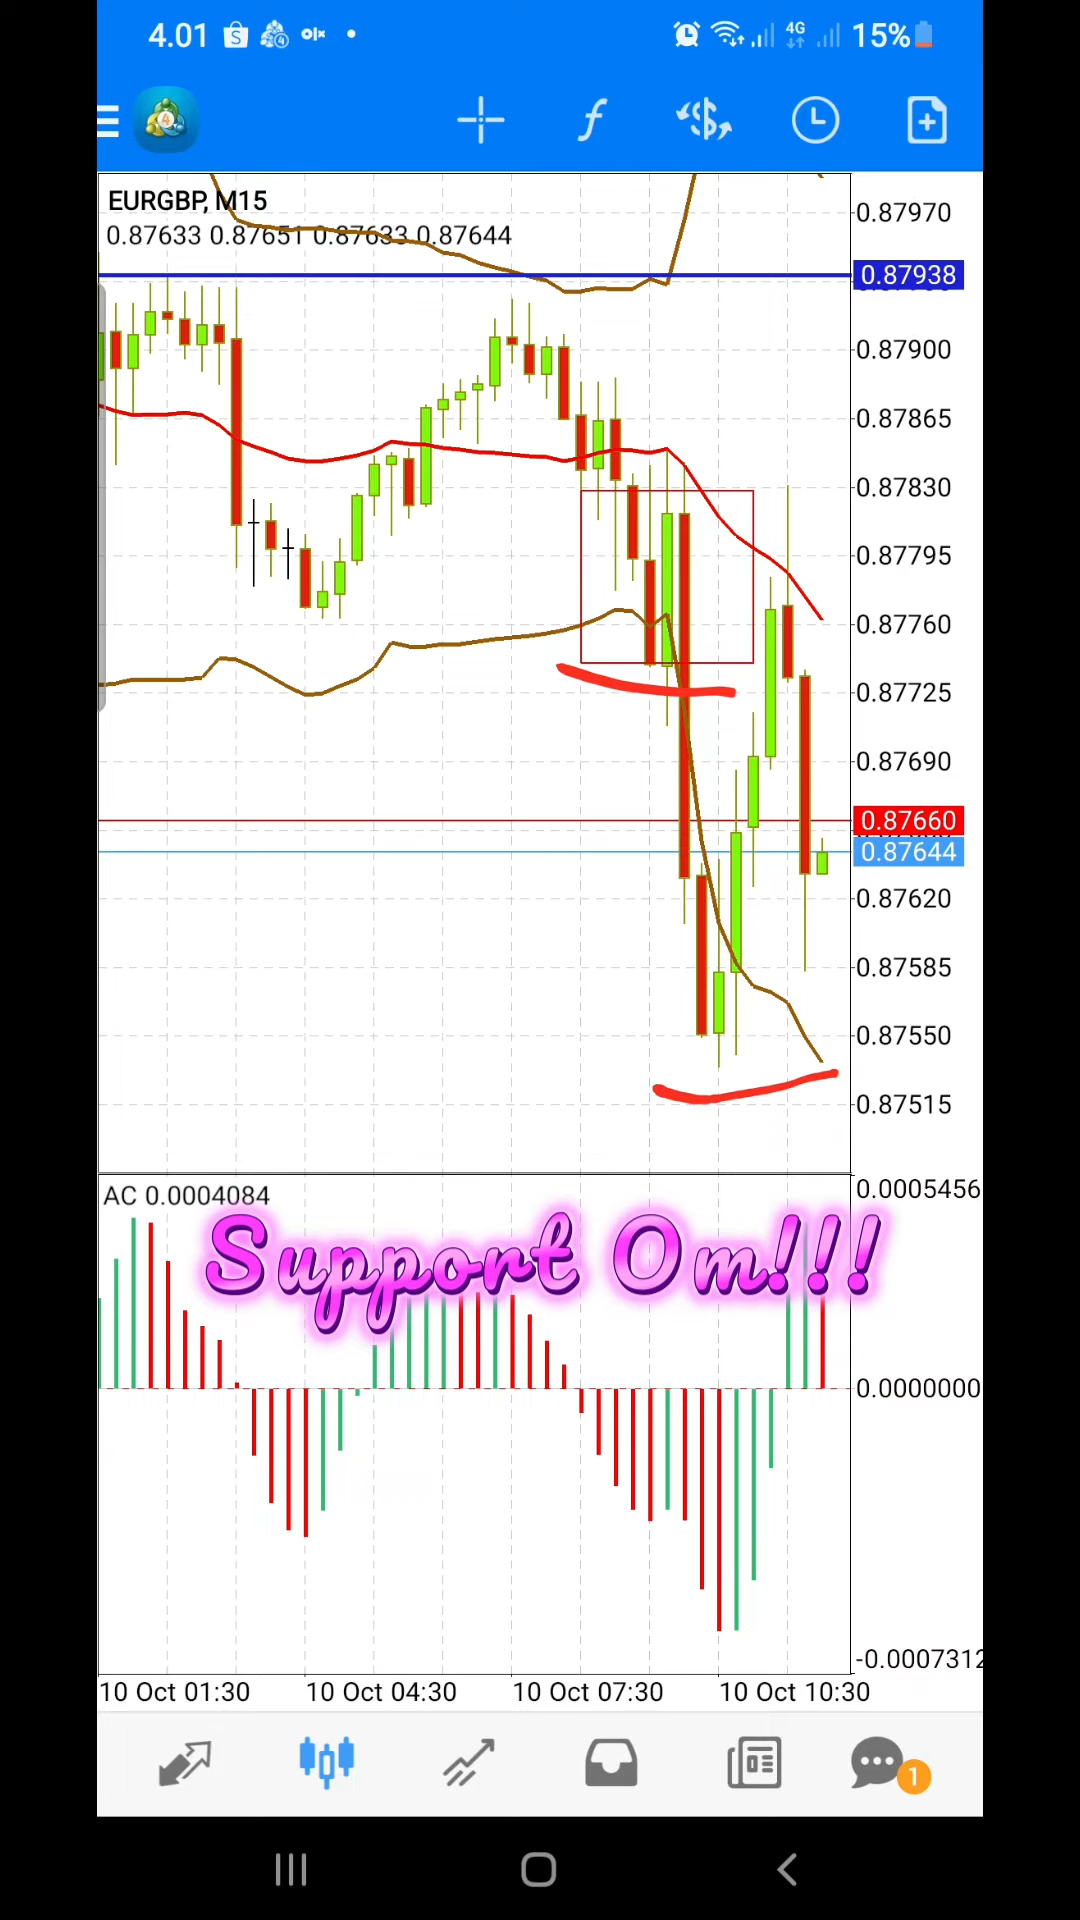 4.01
4G
15%
EURGBP, M15
0.87633 0.87651 0.87633 0.87644
0.87970
0.87938
0.87900
0.87865
0.87830
0.87795
0.87760
0.87725
0.87690
0.87660
0.87644
0.87620
0.87585
0.87550
0.87515
AC 0.0004084
0.0005456
Support Om!!!
0.0000000
-0.0007312
10 Oct 01:30
10 Oct 04:30
10 Oct 07:30
10 Oct 10:30
1